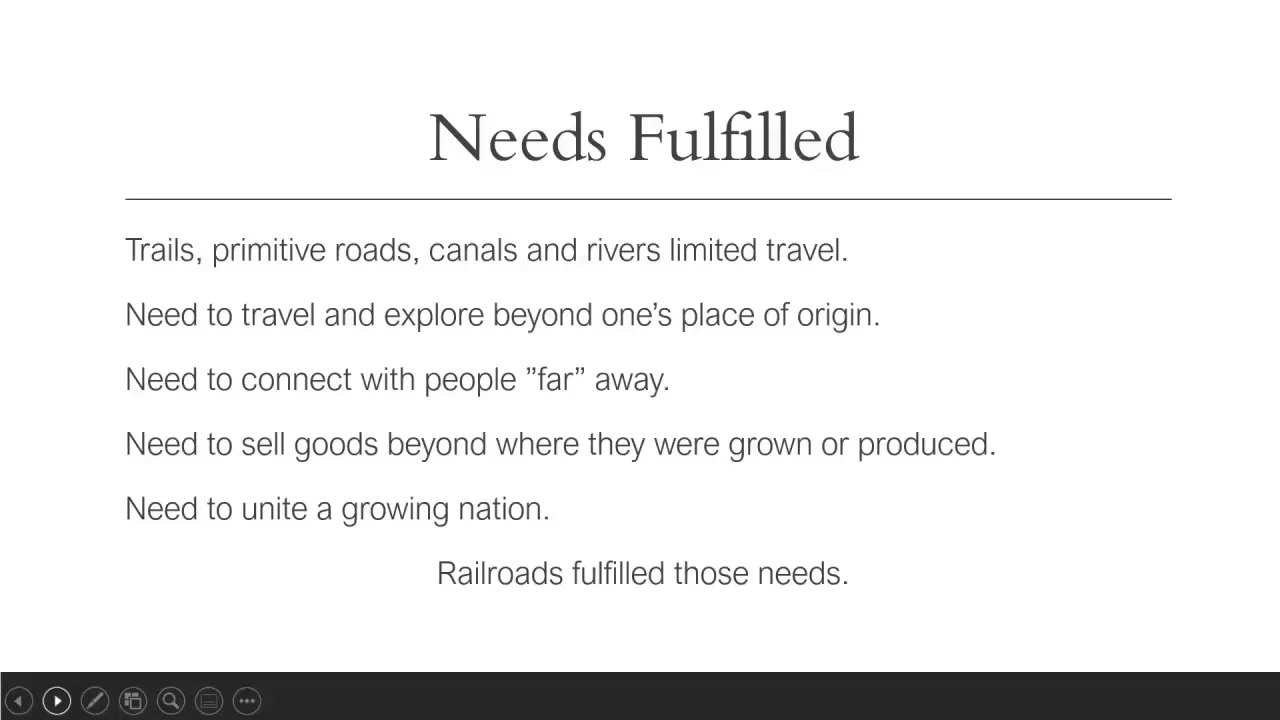 Needs Fulfilled
Trails, primitive roads, canals and rivers limited travel.
Need to travel and explore beyond one’s place of origin.
Need to connect with people ”far” away.
Need to sell goods beyond where they were grown or produced.
Need to unite a growing nation.
Railroads fulfilled those needs.